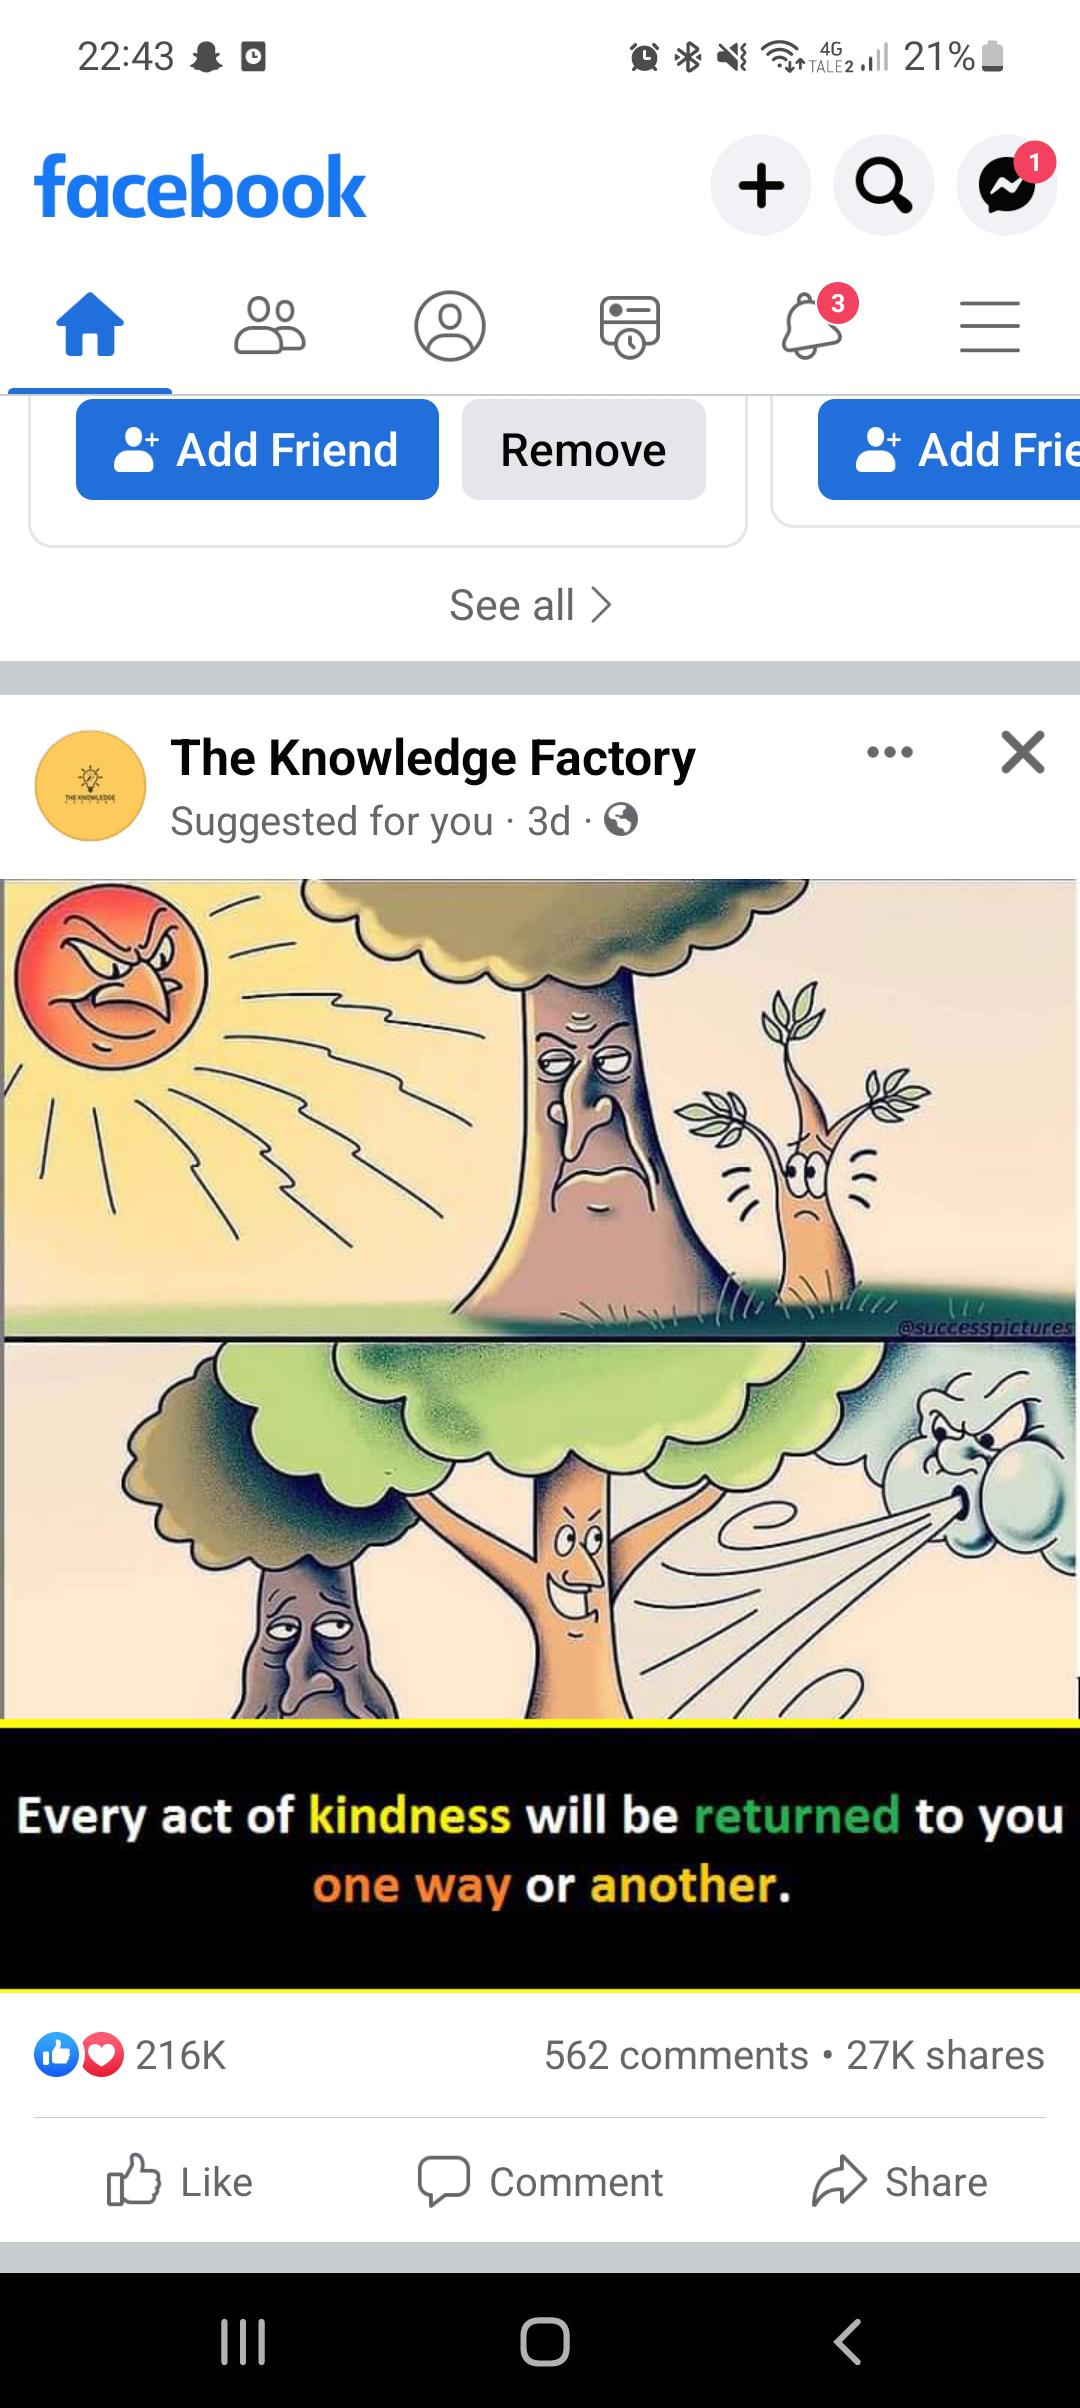 22:43
4G
TALE2
21%
facebook
1
3
Add Friend
Remove
Add Frie
See all
The Knowledge Factory
THE KNOWLEDGE
FACTORY
Suggested for you · 3d ·
@successpictures
Every act of kindness will be returned to you
one way or another.
216K
562 comments • 27K shares
Like
Comment
Share